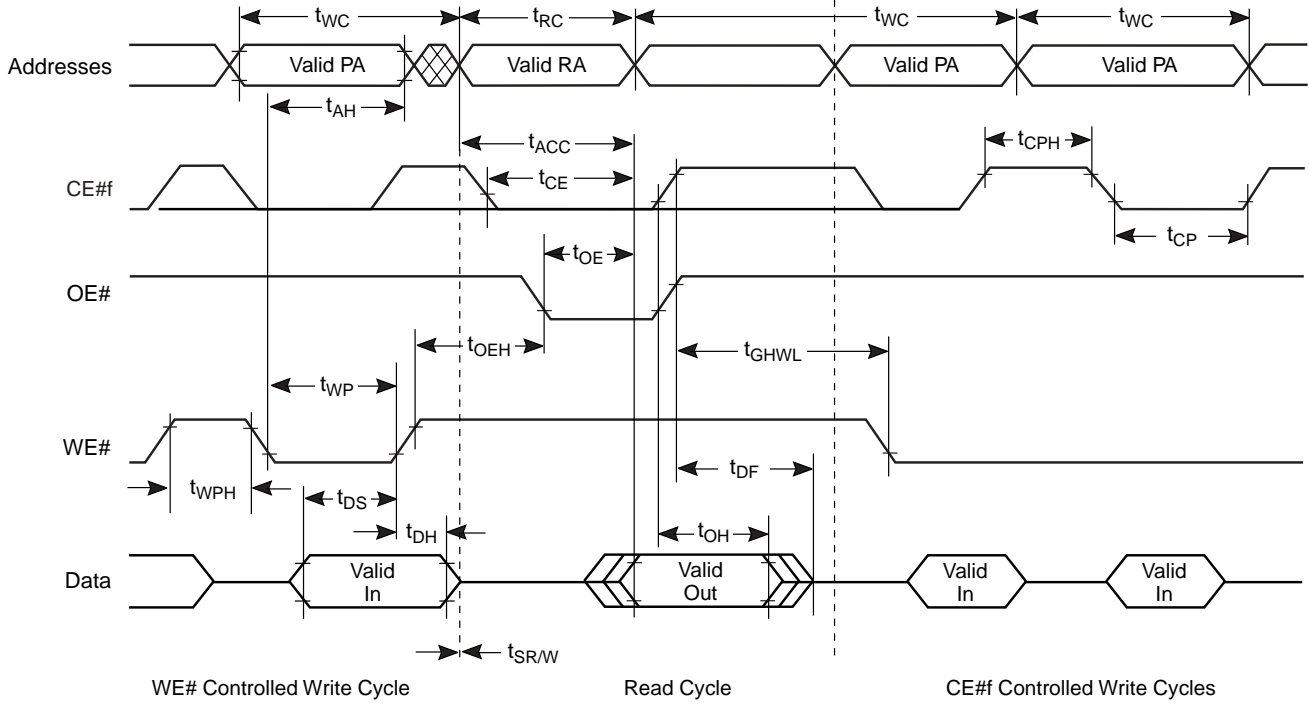 tWC
tRC
tWC
tWC
Addresses
Valid PA
Valid RA
Valid PA
Valid PA
tAH
tACC
tCPH
CE#f
tCE
tCP
tOE
OE#
tOEH
tGHWL
tWP
WE#
tWPH
tDS
tDF
tDH
tOH
Data
Valid
In
Valid
Out
Valid
In
Valid
In
tSR/W
WE# Controlled Write Cycle
Read Cycle
CE#f Controlled Write Cycles